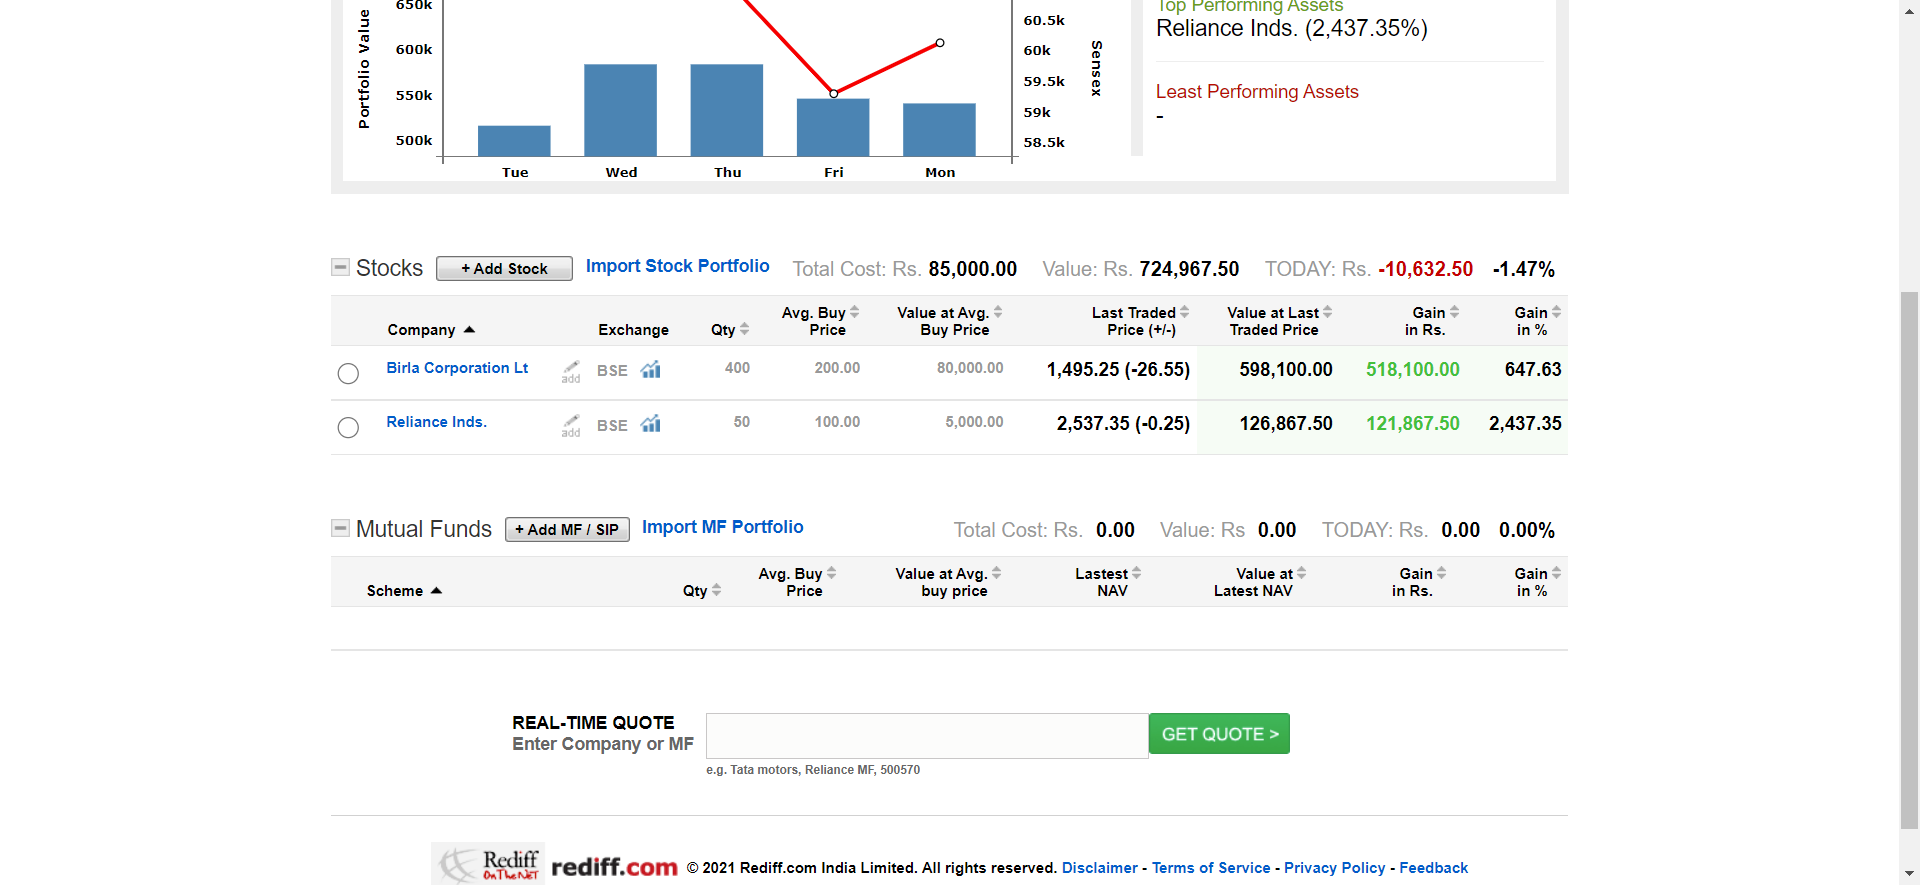 650k
600k
550k
500k
Portfolio Value
60.5k
60k
59.5k
59k
58.5k
Sensex
Tue Wed Thu Fri Mon
Top Performing Assets
Reliance Inds. (2,437.35%)
Least Performing Assets
-
Stocks + Add Stock Import Stock Portfolio Total Cost: Rs. 85,000.00 Value: Rs. 724,967.50 TODAY: Rs. -10,632.50 -1.47%
Company Exchange Qty Avg. Buy Price Value at Avg. Buy Price Last Traded Price (+/-) Value at Last Traded Price Gain in Rs. Gain in %
Birla Corporation Lt add BSE 400 200.00 80,000.00 1,495.25 (-26.55) 598,100.00 518,100.00 647.63
Reliance Inds. add BSE 50 100.00 5,000.00 2,537.35 (-0.25) 126,867.50 121,867.50 2,437.35
Mutual Funds + Add MF / SIP Import MF Portfolio Total Cost: Rs. 0.00 Value: Rs 0.00 TODAY: Rs. 0.00 0.00%
Scheme Qty Avg. Buy Price Value at Avg. buy price Lastest NAV Value at Latest NAV Gain in Rs. Gain in %
REAL-TIME QUOTE
Enter Company or MF
GET QUOTE >
e.g. Tata motors, Reliance MF, 500570
Rediff On The NeT rediff.com © 2021 Rediff.com India Limited. All rights reserved. Disclaimer - Terms of Service - Privacy Policy - Feedback